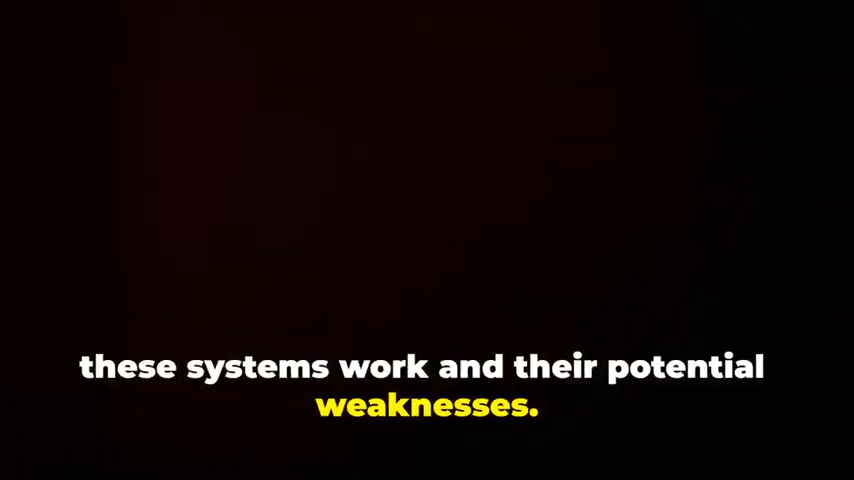 these systems work and their potential
weaknesses.